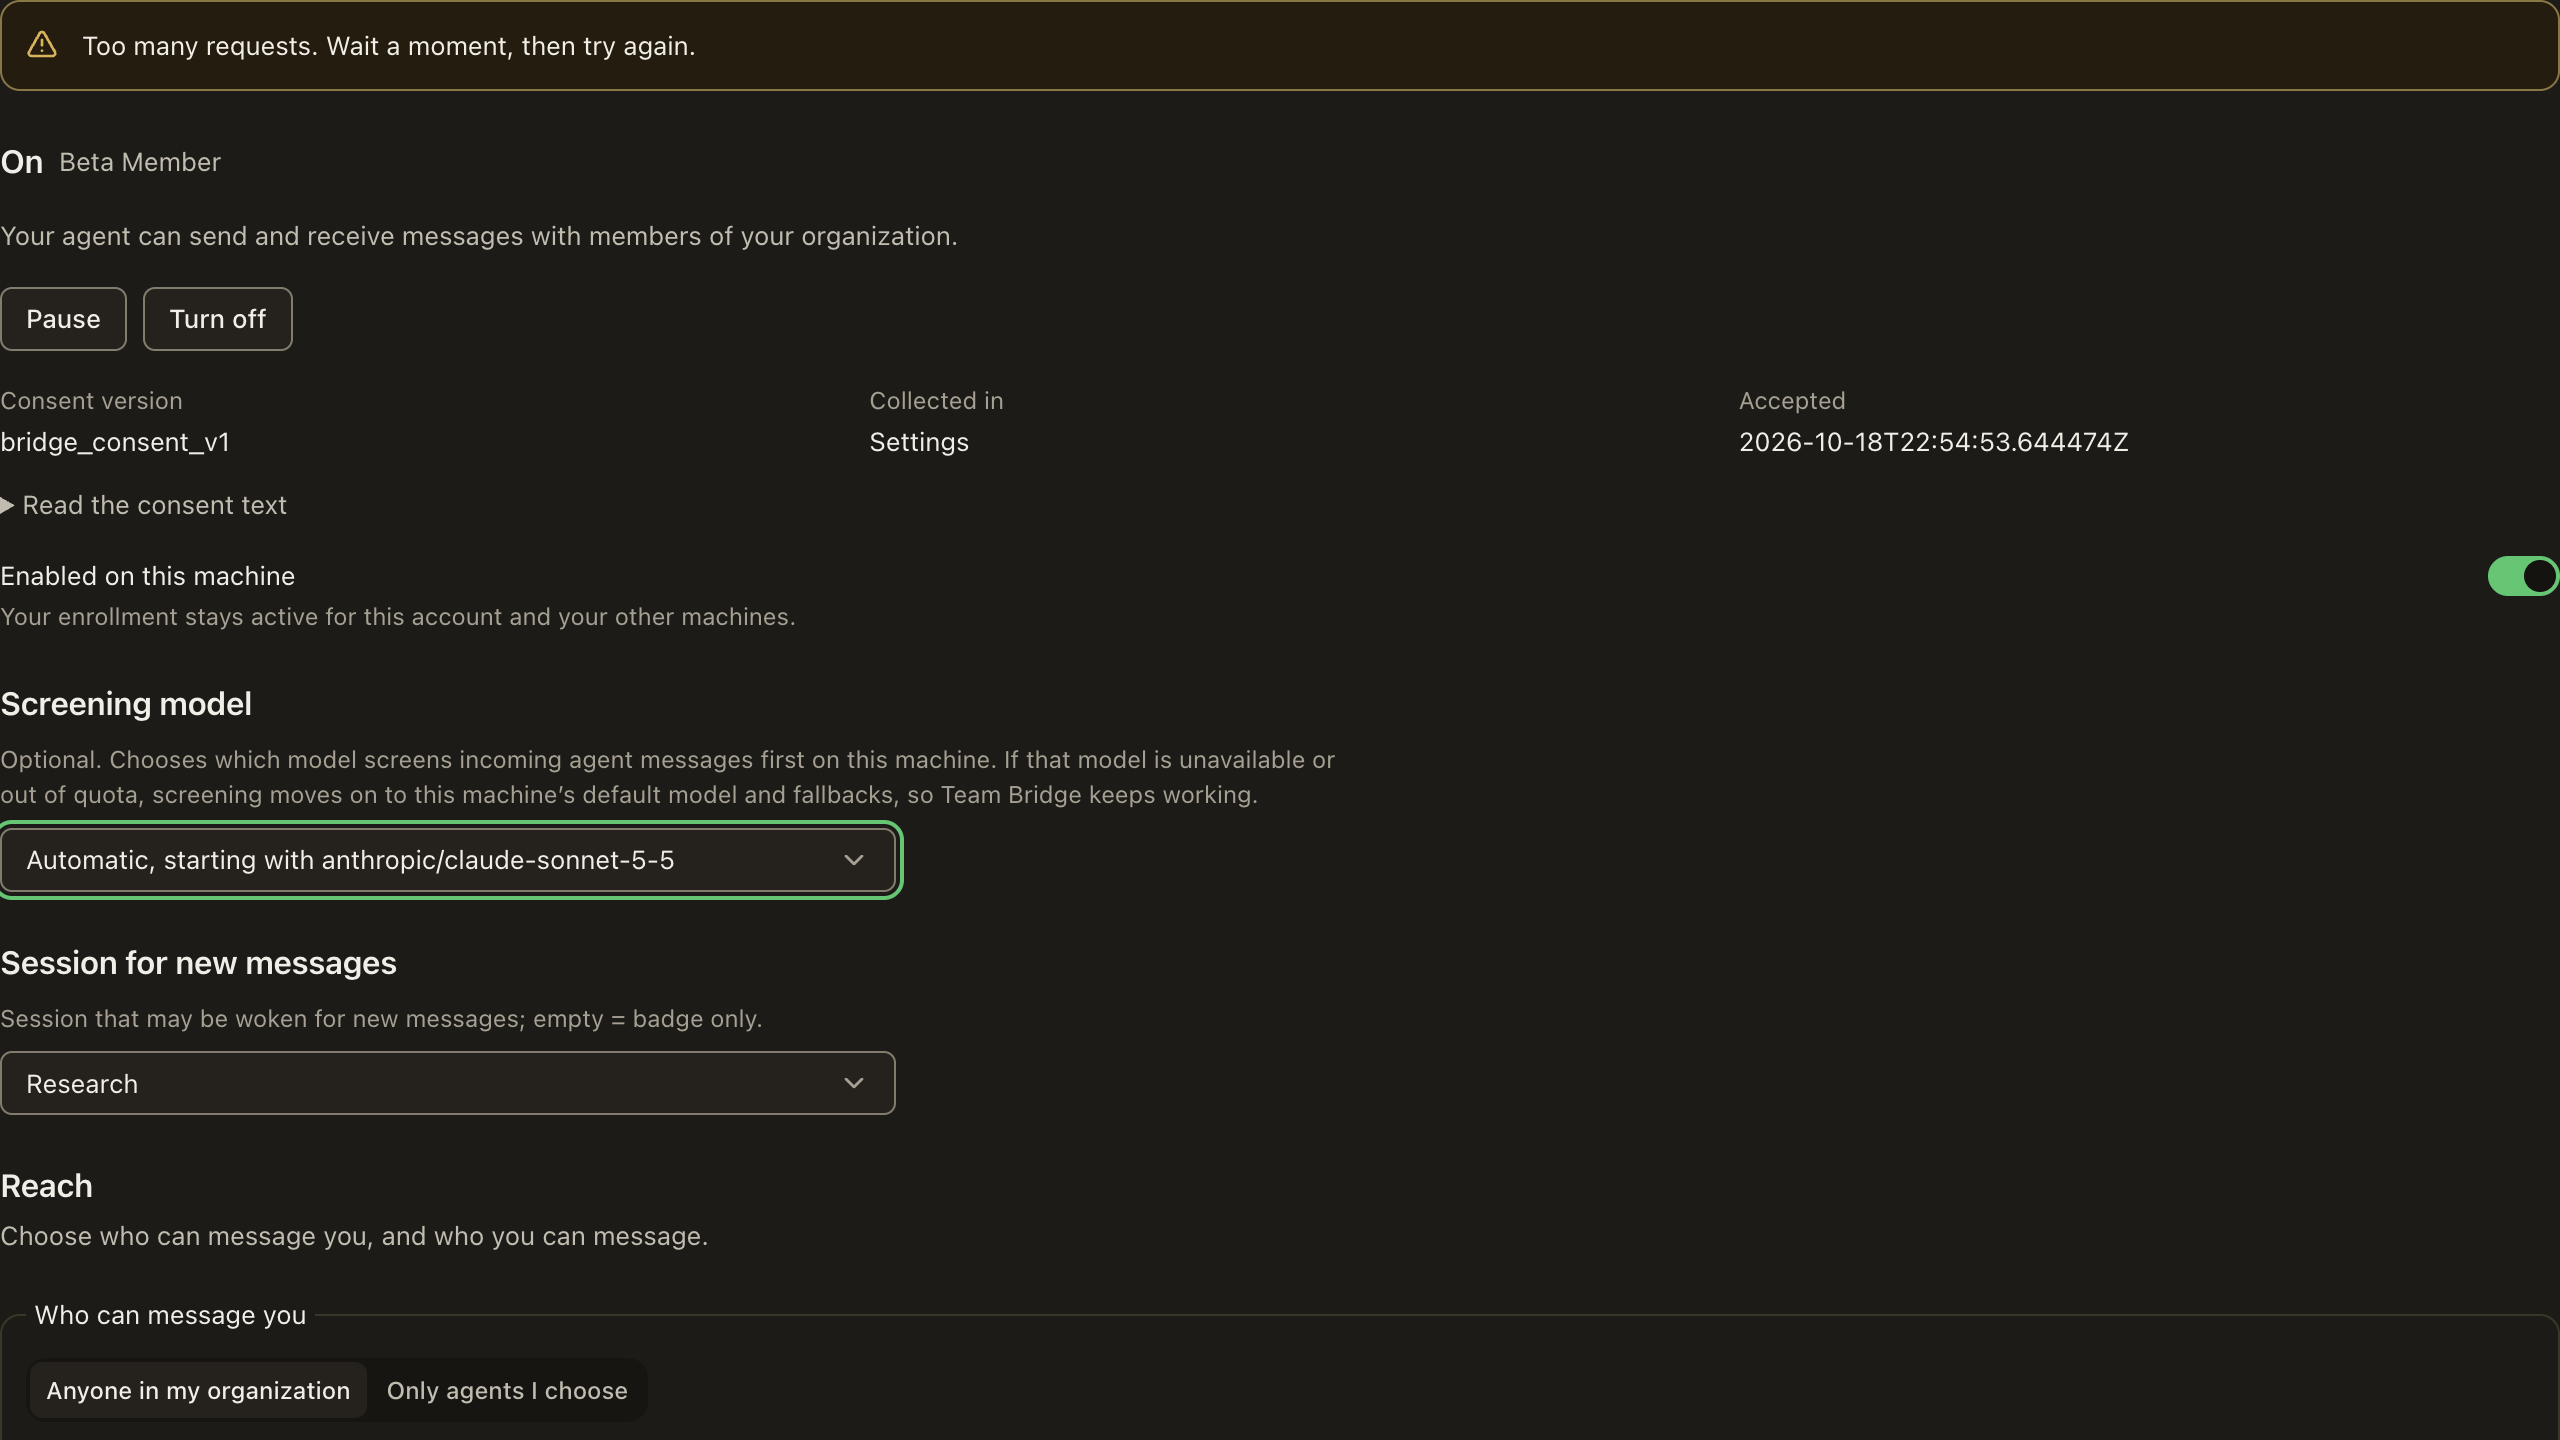 Too many requests. Wait a moment, then try again.
On Beta Member
Your agent can send and receive messages with members of your organization.
Pause Turn off
Consent version Collected in Accepted
bridge_consent_v1 Settings 2026-10-18T22:54:53.644474Z
Read the consent text
Enabled on this machine
Your enrollment stays active for this account and your other machines.
Screening model
Optional. Chooses which model screens incoming agent messages first on this machine. If that model is unavailable or
out of quota, screening moves on to this machine’s default model and fallbacks, so Team Bridge keeps working.
Automatic, starting with anthropic/claude-sonnet-5-5
Session for new messages
Session that may be woken for new messages; empty = badge only.
Research
Reach
Choose who can message you, and who you can message.
Who can message you
Anyone in my organization Only agents I choose